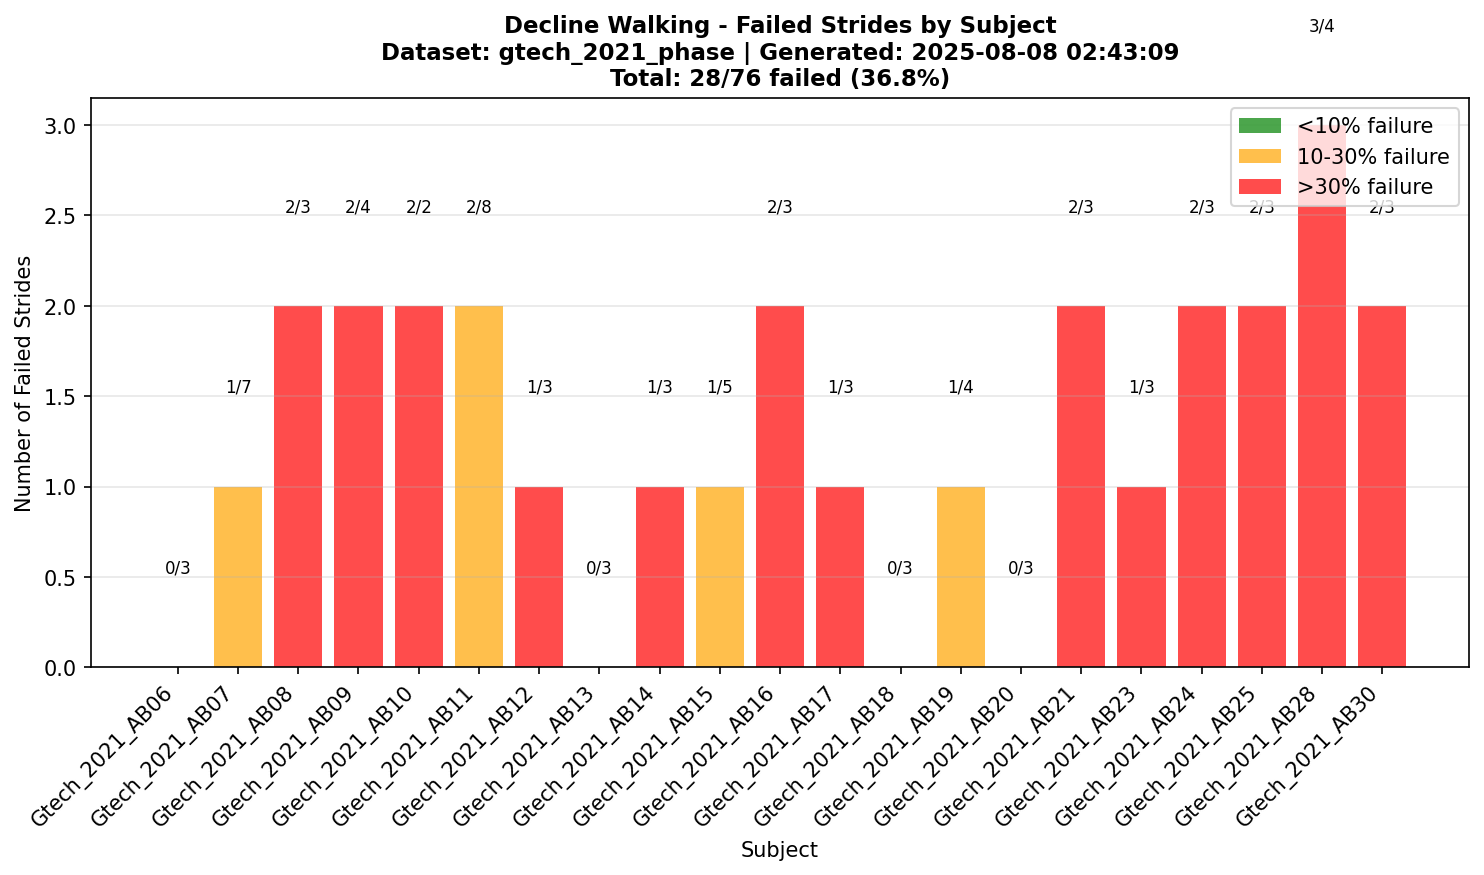 Decline Walking - Failed Strides by Subject
Dataset: gtech_2021_phase | Generated: 2025-08-08 02:43:09
Total: 28/76 failed (36.8%)
3/4
<10% failure
10-30% failure
>30% failure
Number of Failed Strides
3.0
2.5
2.0
1.5
1.0
0.5
0.0
0/3
1/7
2/3
2/4
2/2
2/8
1/3
0/3
1/3
1/5
2/3
1/3
0/3
1/4
0/3
2/3
1/3
2/3
2/3
2/3
Gtech_2021_AB06
Gtech_2021_AB07
Gtech_2021_AB08
Gtech_2021_AB09
Gtech_2021_AB10
Gtech_2021_AB11
Gtech_2021_AB12
Gtech_2021_AB13
Gtech_2021_AB14
Gtech_2021_AB15
Gtech_2021_AB16
Gtech_2021_AB17
Gtech_2021_AB18
Gtech_2021_AB19
Gtech_2021_AB20
Gtech_2021_AB21
Gtech_2021_AB23
Gtech_2021_AB24
Gtech_2021_AB25
Gtech_2021_AB28
Gtech_2021_AB30
Subject